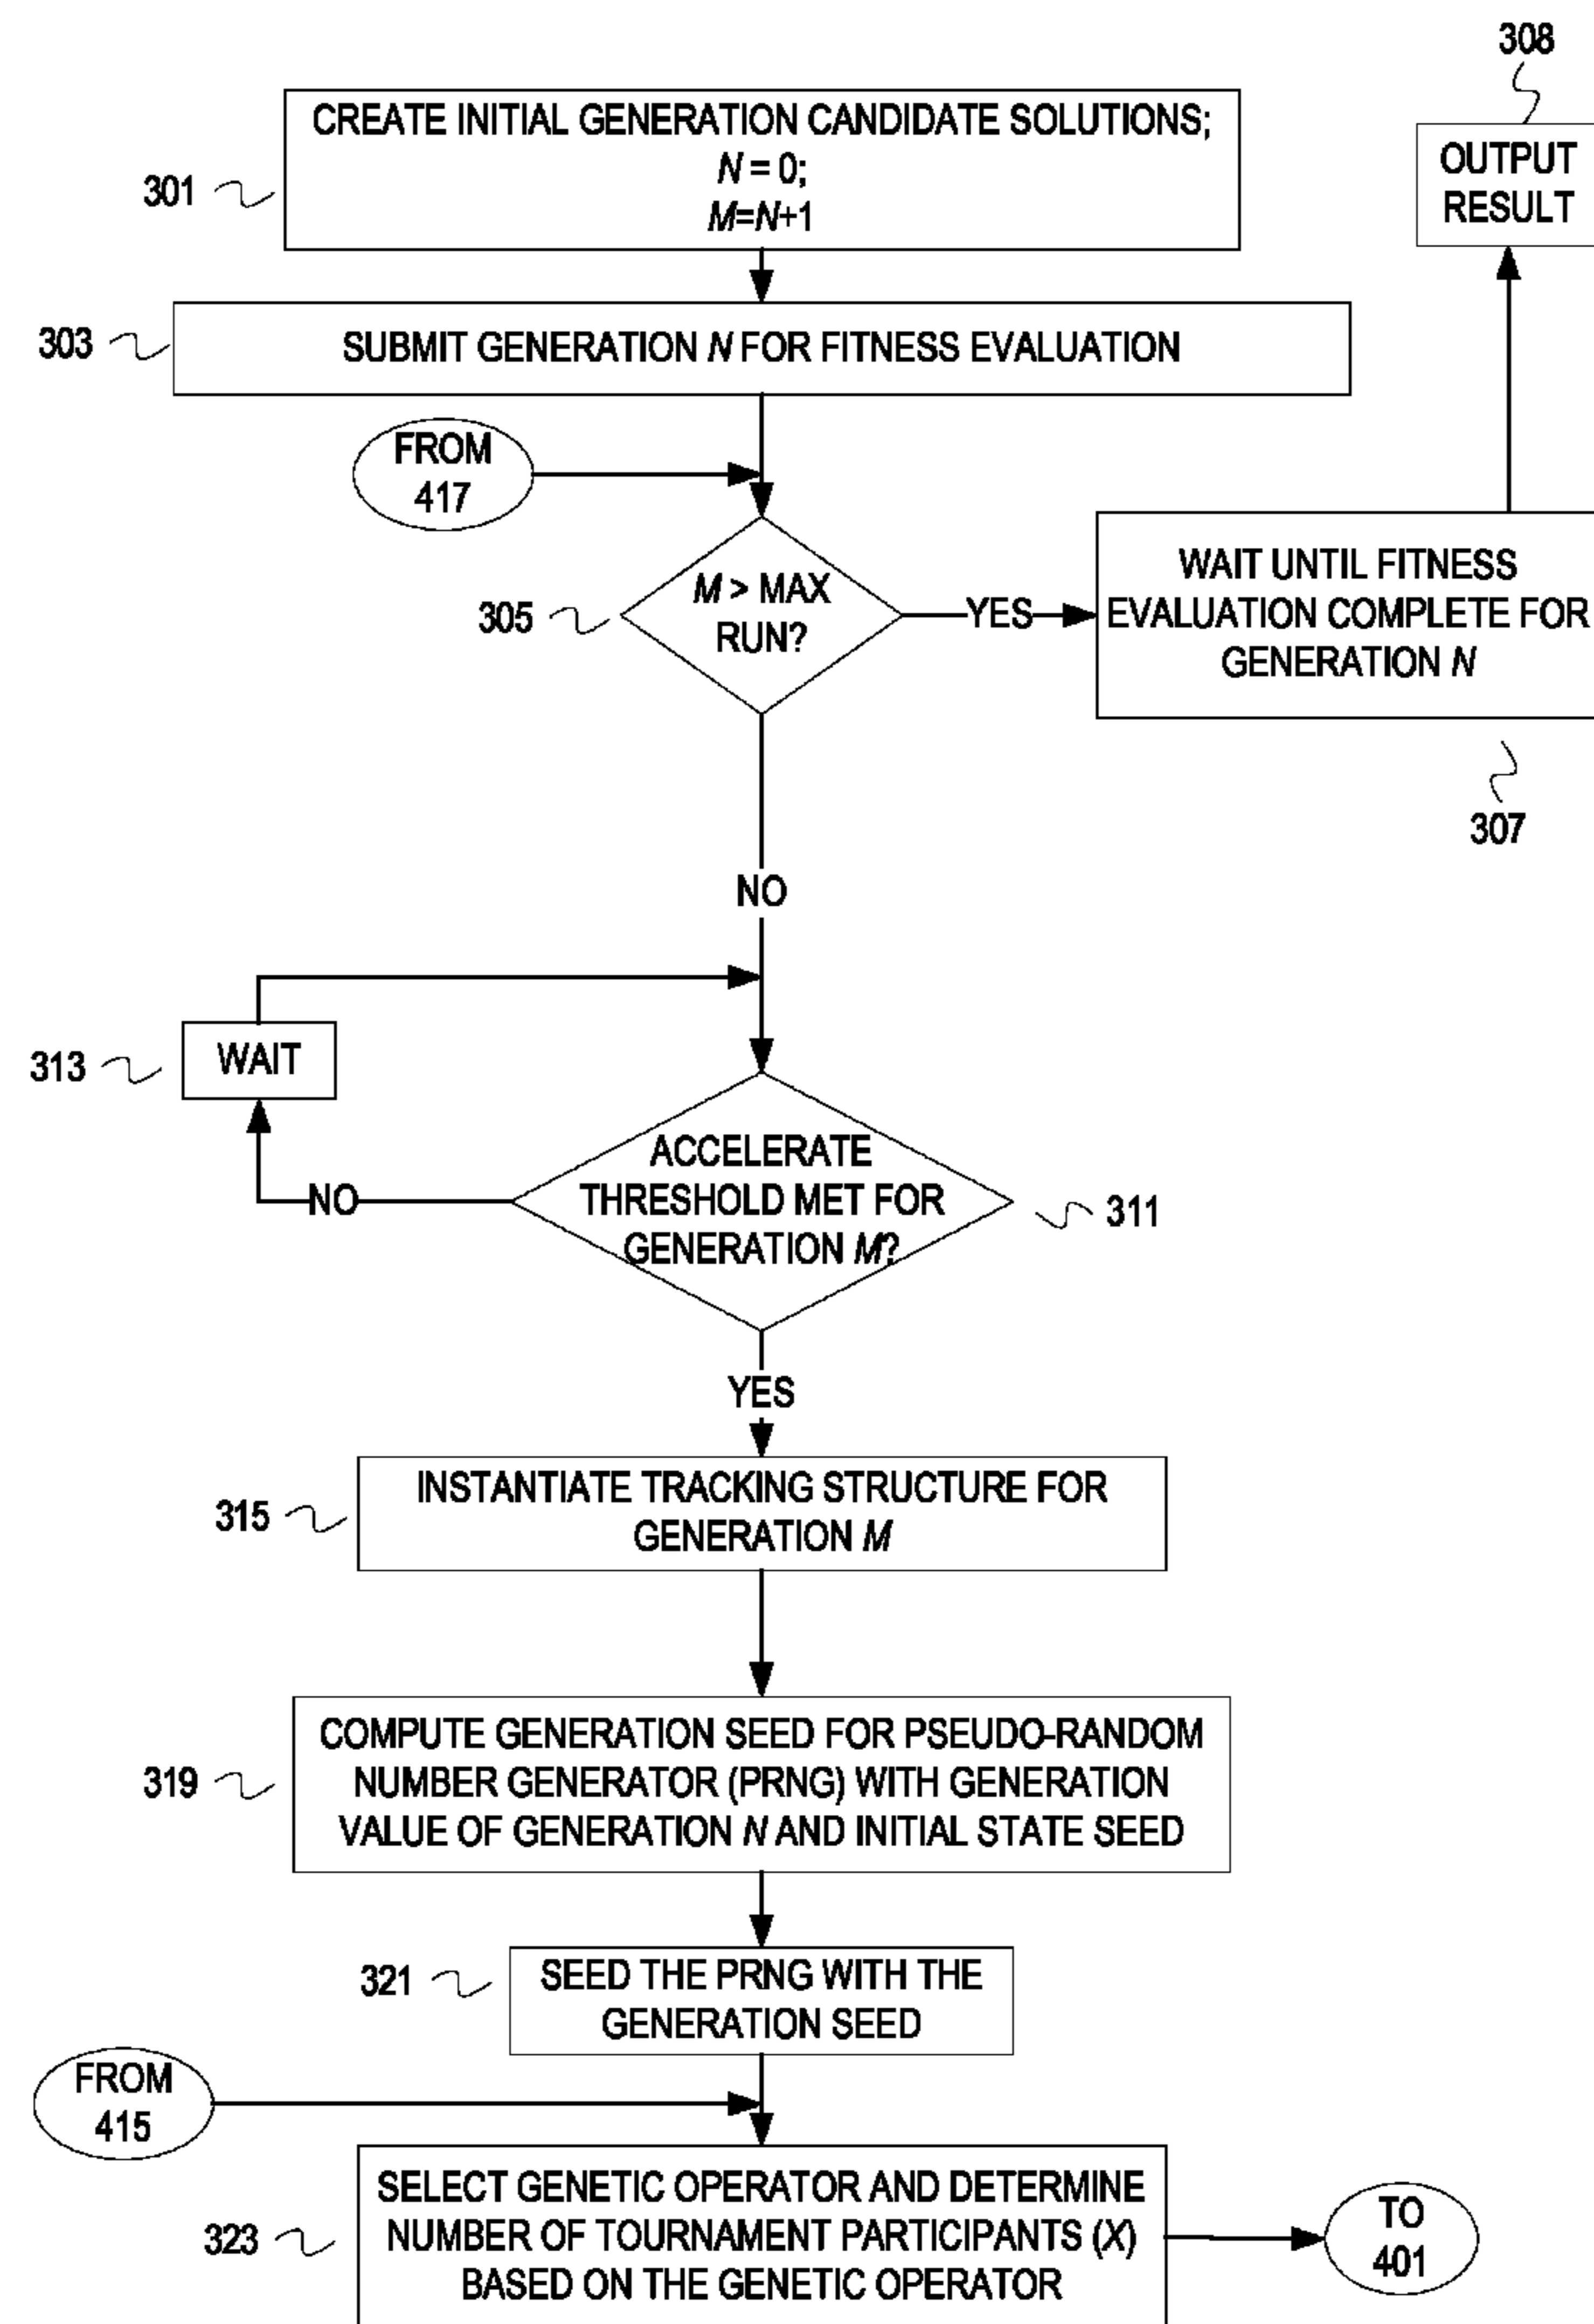 308
CREATE INITIAL GENERATION CANDIDATE SOLUTIONS;
N = 0;
M=N+1
301
OUTPUT
RESULT
303
SUBMIT GENERATION N FOR FITNESS EVALUATION
FROM
417
305
M > MAX
RUN?
YES
WAIT UNTIL FITNESS
EVALUATION COMPLETE FOR
GENERATION N
307
NO
313
WAIT
NO
ACCELERATE
THRESHOLD MET FOR
GENERATION M?
311
YES
315
INSTANTIATE TRACKING STRUCTURE FOR
GENERATION M
319
COMPUTE GENERATION SEED FOR PSEUDO-RANDOM
NUMBER GENERATOR (PRNG) WITH GENERATION
VALUE OF GENERATION N AND INITIAL STATE SEED
321
SEED THE PRNG WITH THE
GENERATION SEED
FROM
415
323
SELECT GENETIC OPERATOR AND DETERMINE
NUMBER OF TOURNAMENT PARTICIPANTS (X)
BASED ON THE GENETIC OPERATOR
TO
401